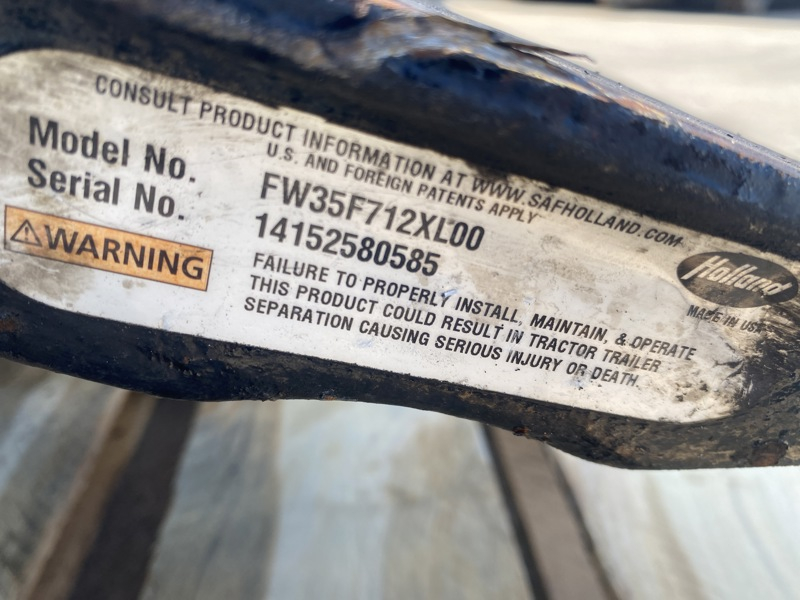 CONSULT PRODUCT INFORMATION AT WWW.SAFHOLLAND.COM
U.S. AND FOREIGN PATENTS APPLY
Model No. FW35F712XL00
Serial No. 14152580585
⚠WARNING
FAILURE TO PROPERLY INSTALL, MAINTAIN, & OPERATE
THIS PRODUCT COULD RESULT IN TRACTOR TRAILER
SEPARATION CAUSING SERIOUS INJURY OR DEATH.
Holland
MADE IN USA